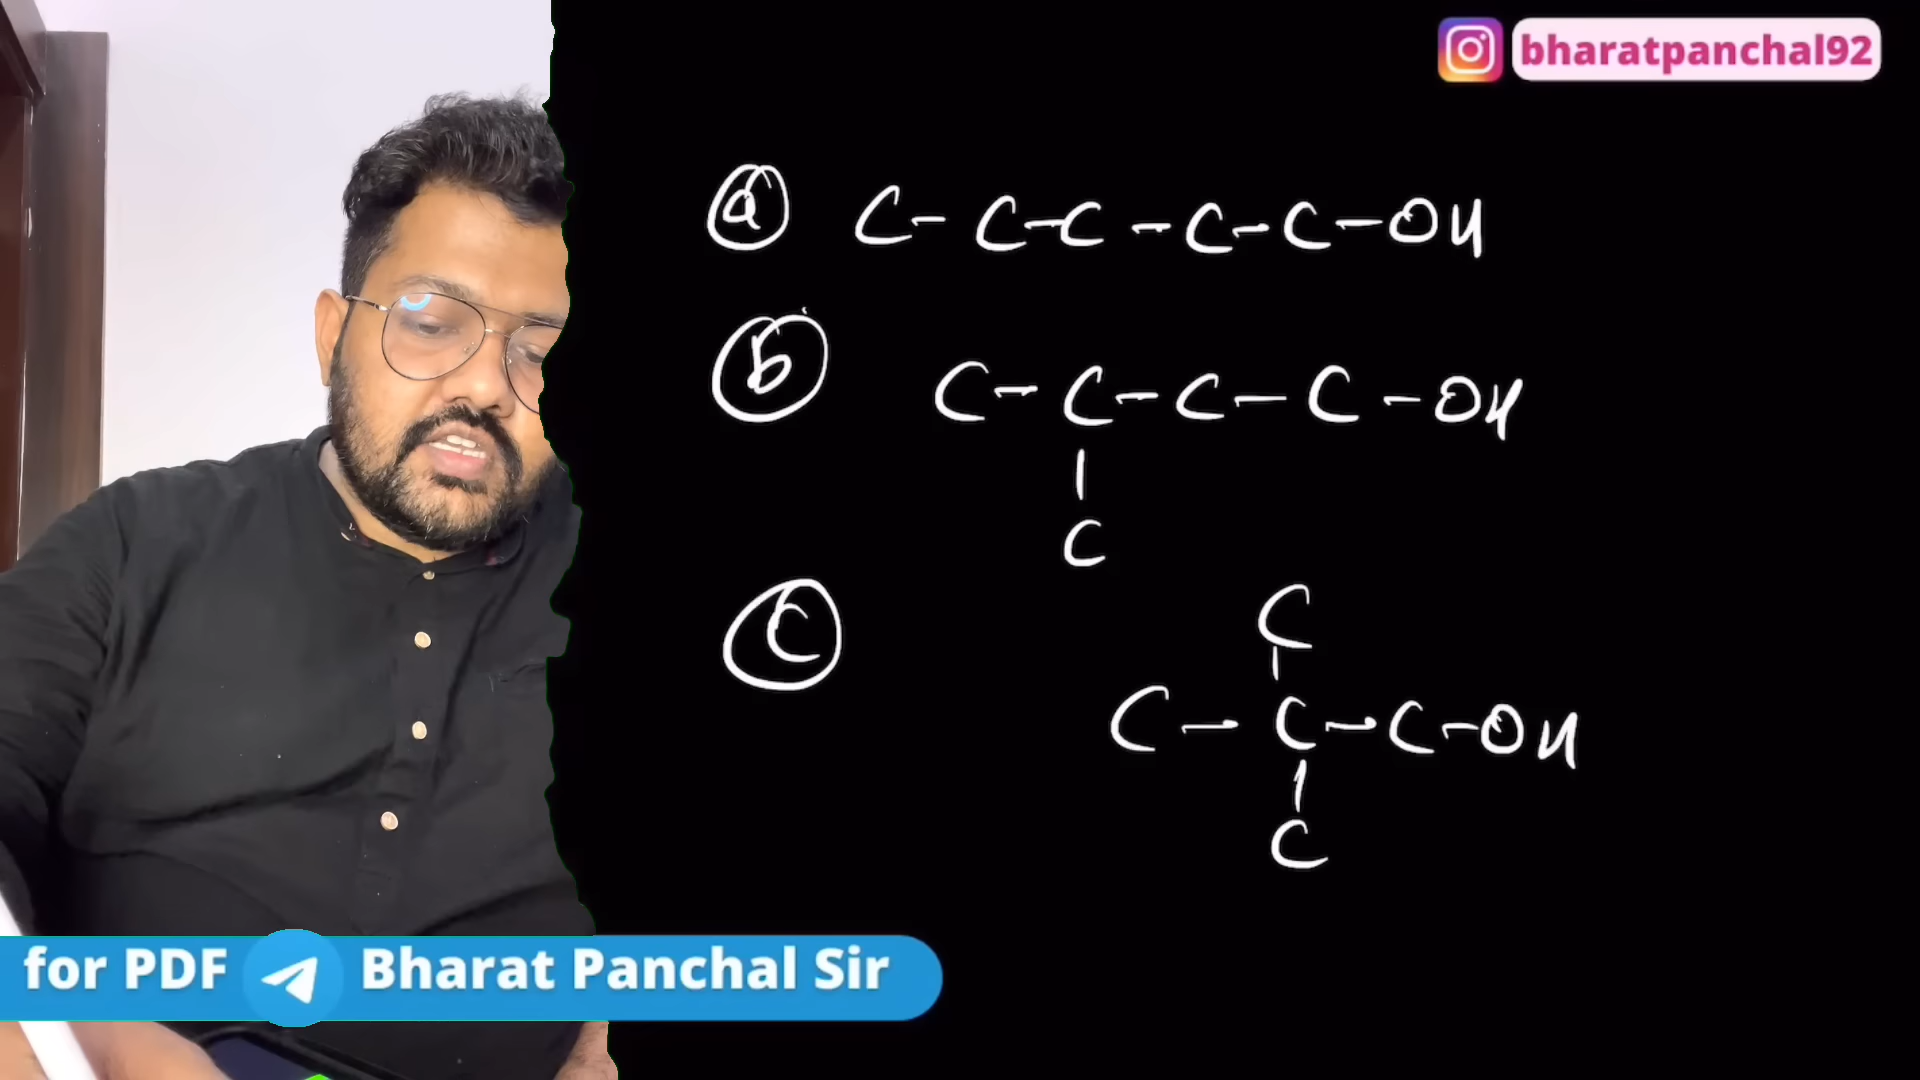 bharatpanchal92
a C - C - C - C - C - OH
b
C - C - C - C - OH
|
C
c
C
|
C - C - C - OH
|
C
for PDF Bharat Panchal Sir